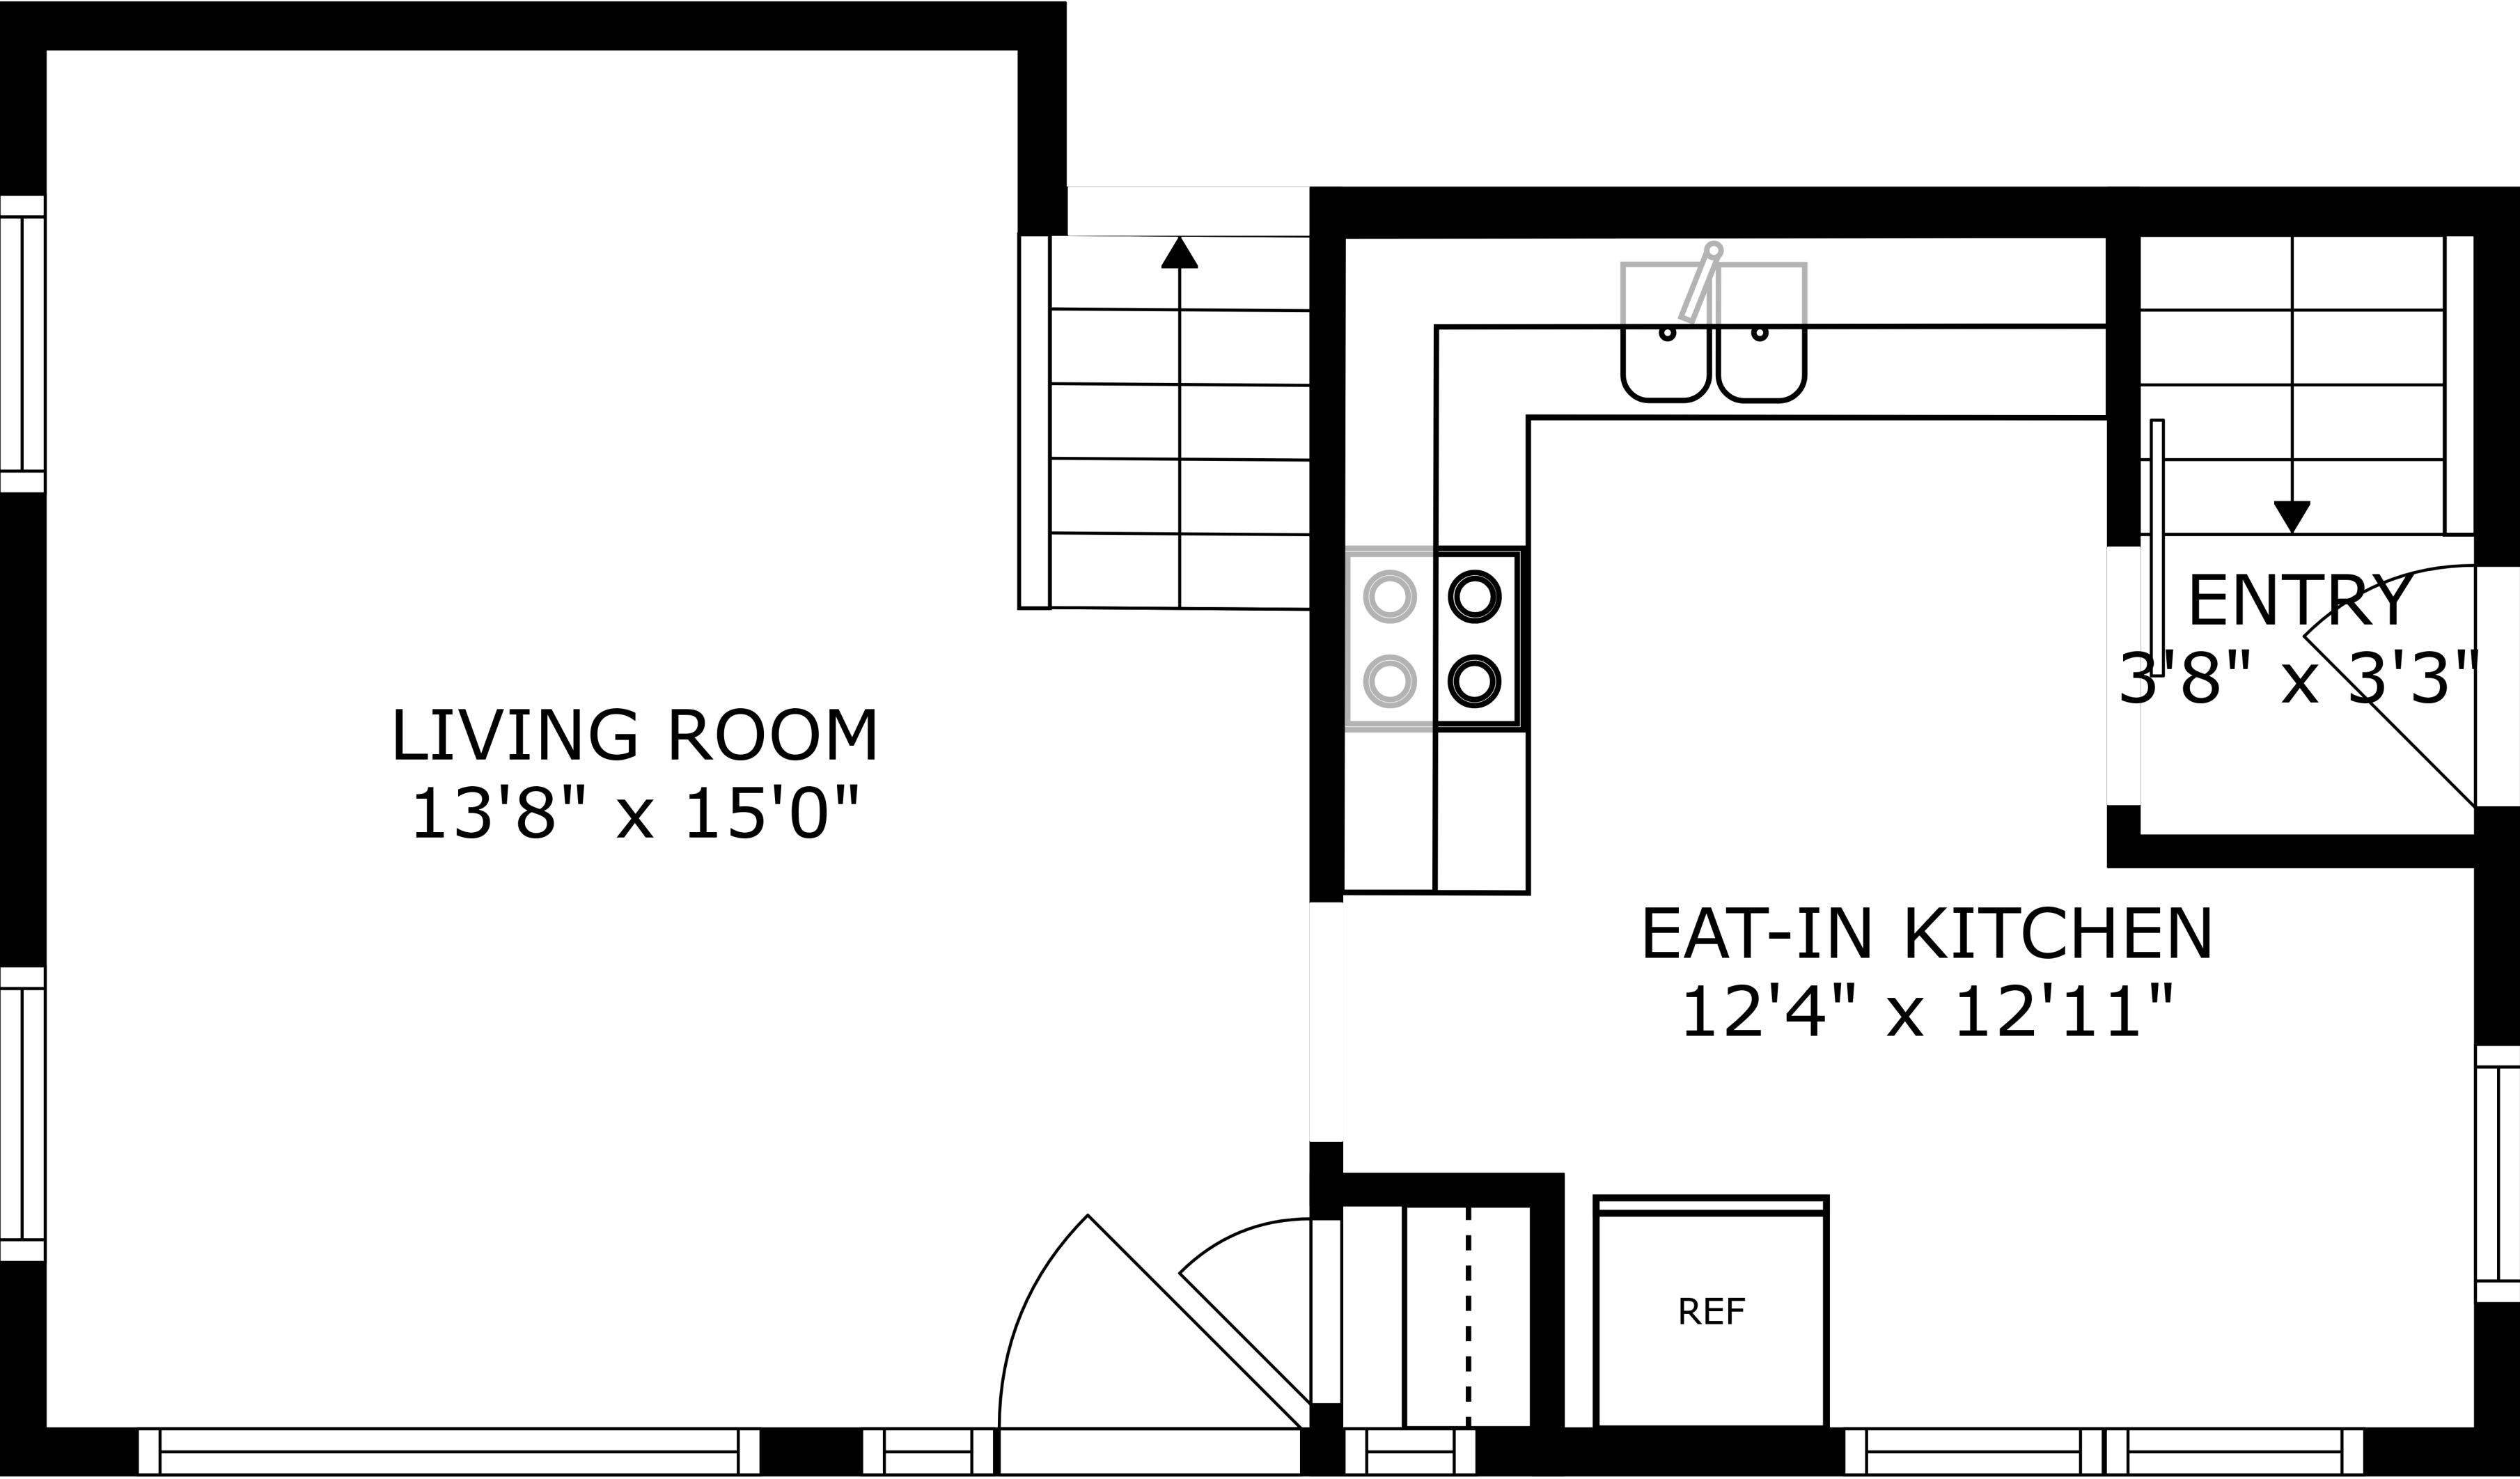 ENTRY
3'8" x 3'3"
LIVING ROOM
13'8" x 15'0"
EAT-IN KITCHEN
12'4" x 12'11"
REF